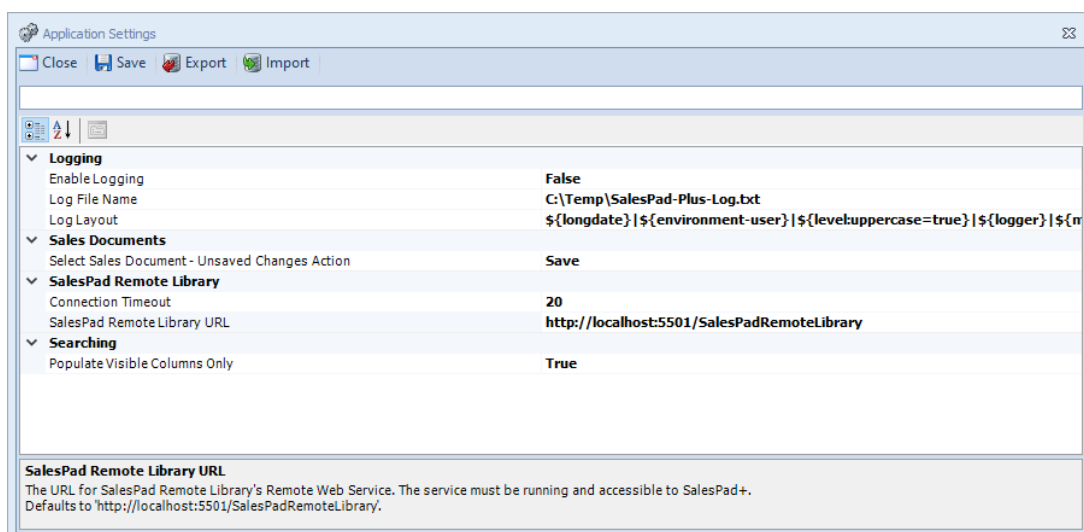 Application Settings
Close Save Export Import
Logging
Enable Logging False
Log File Name C:\Temp\SalesPad-Plus-Log.txt
Log Layout ${longdate}|${environment-user}|${level:uppercase=true}|${logger}|${m
Sales Documents
Select Sales Document - Unsaved Changes Action Save
SalesPad Remote Library
Connection Timeout 20
SalesPad Remote Library URL http://localhost:5501/SalesPadRemoteLibrary
Searching
Populate Visible Columns Only True
SalesPad Remote Library URL
The URL for SalesPad Remote Library's Remote Web Service. The service must be running and accessible to SalesPad+.
Defaults to 'http://localhost:5501/SalesPadRemoteLibrary'.